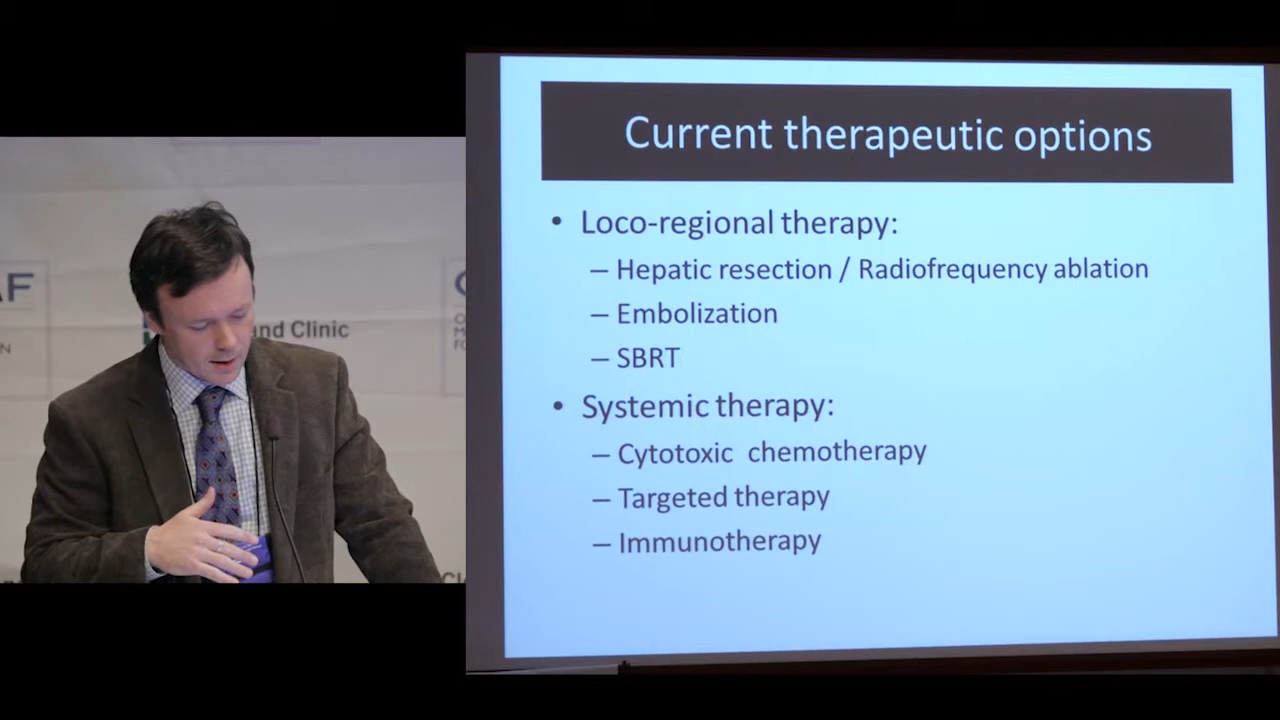 Current therapeutic options
• Loco-regional therapy:
– Hepatic resection / Radiofrequency ablation
– Embolization
– SBRT
• Systemic therapy:
– Cytotoxic chemotherapy
– Targeted therapy
– Immunotherapy
and Clinic